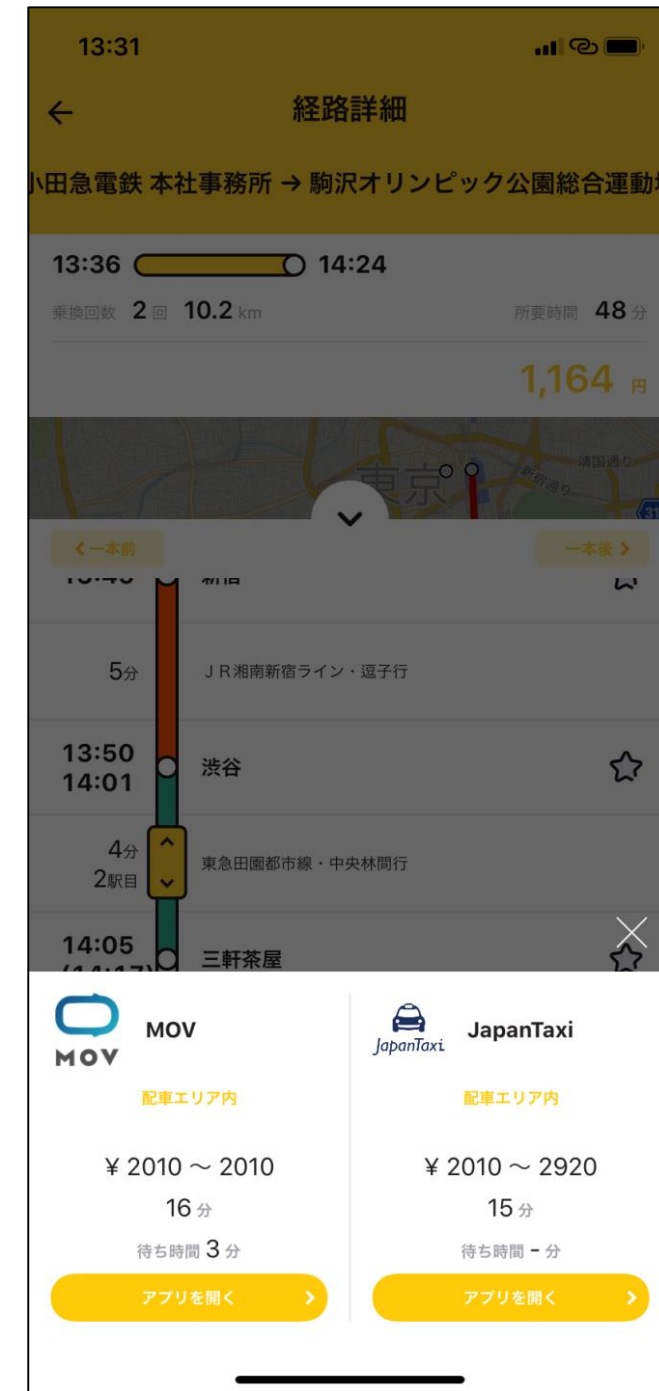 13:31
経路詳細
小田急電鉄 本社事務所 → 駒沢オリンピック公園総合運動
13:36 14:24
乗換回数 2 回 10.2 km 所要時間 48 分
1,164 円
東京
靖国通り
新宿通り
31
一本前 一本後
新宿
5分 JR湘南新宿ライン・逗子行
13:50
14:01
渋谷
4分
2駅目
東急田園都市線・中央林間行
14:05
(14:17)
三軒茶屋
MOV
MOV
配車エリア内
¥ 2010 〜 2010
16 分
待ち時間 3 分
アプリを開く
JapanTaxi
JapanTaxi
配車エリア内
¥ 2010 〜 2920
15 分
待ち時間 - 分
アプリを開く